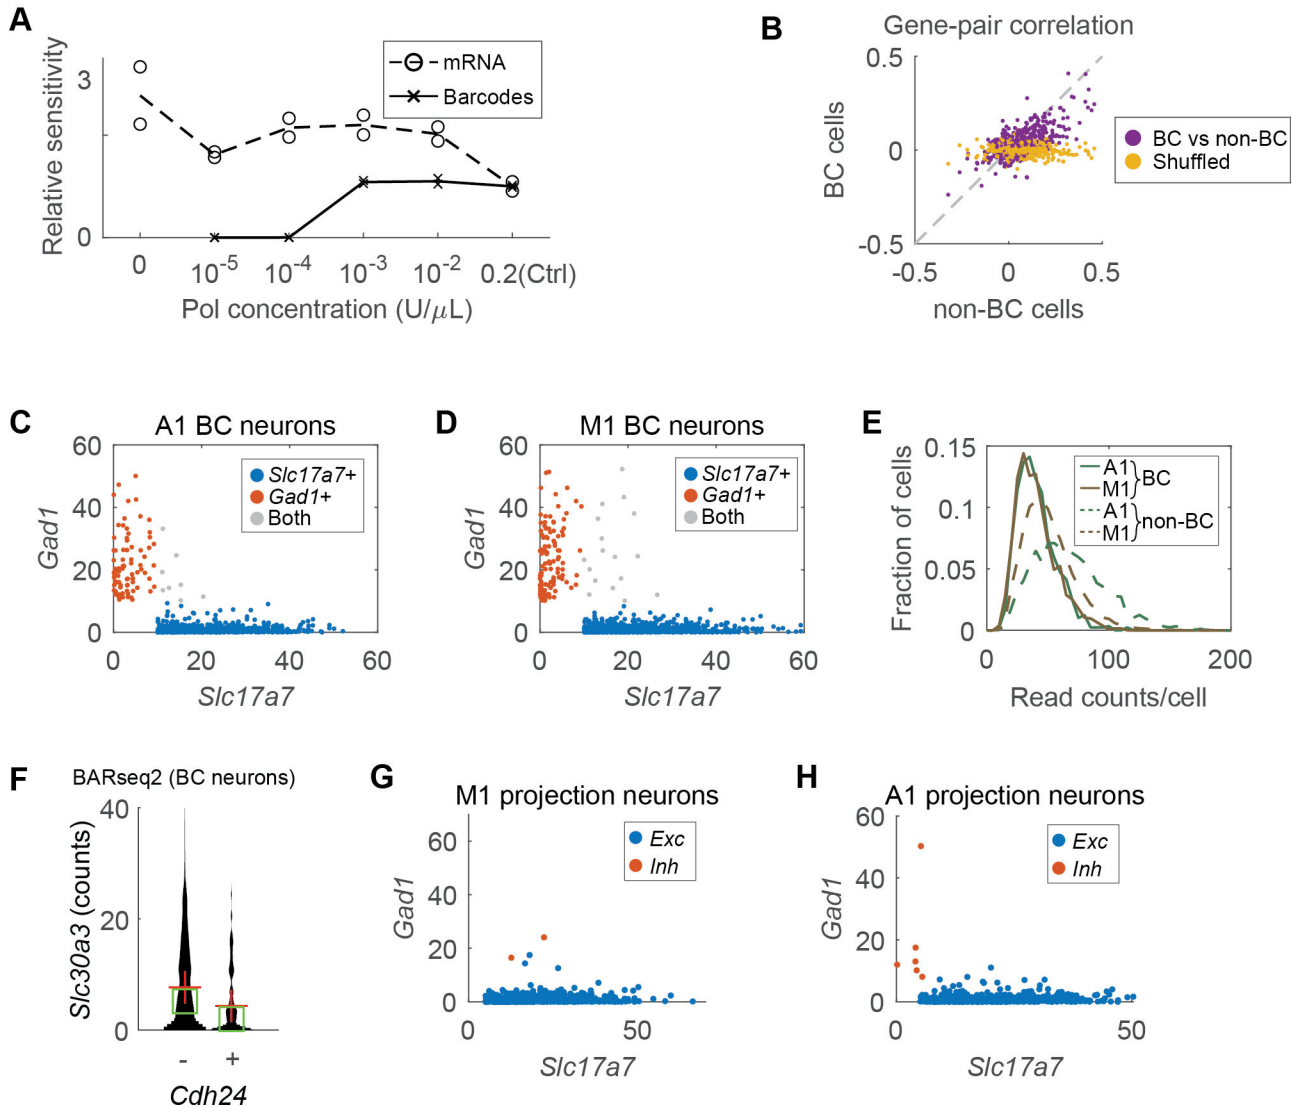 A
Relative sensitivity
3
0
mRNA
Barcodes
0
10-5
10-4
10-3
10-2
0.2(Ctrl)
Pol concentration (U/μL)
B
Gene-pair correlation
BC cells
0.5
0
-0.5
-0.5
0
0.5
non-BC cells
BC vs non-BC
Shuffled
C
A1 BC neurons
Gad1
60
40
20
0
Slc17a7+
Gad1+
Both
0
20
40
60
Slc17a7
D
M1 BC neurons
Gad1
60
40
20
0
Slc17a7+
Gad1+
Both
0
20
40
60
Slc17a7
E
Fraction of cells
0.15
0.1
0.05
0
A1
M1
BC
A1
M1
non-BC
0
100
200
Read counts/cell
F
BARseq2 (BC neurons)
Slc30a3 (counts)
40
20
0
-
+
Cdh24
G
M1 projection neurons
Gad1
60
40
20
0
Exc
Inh
0
50
Slc17a7
H
A1 projection neurons
Gad1
60
40
20
0
Exc
Inh
0
50
Slc17a7